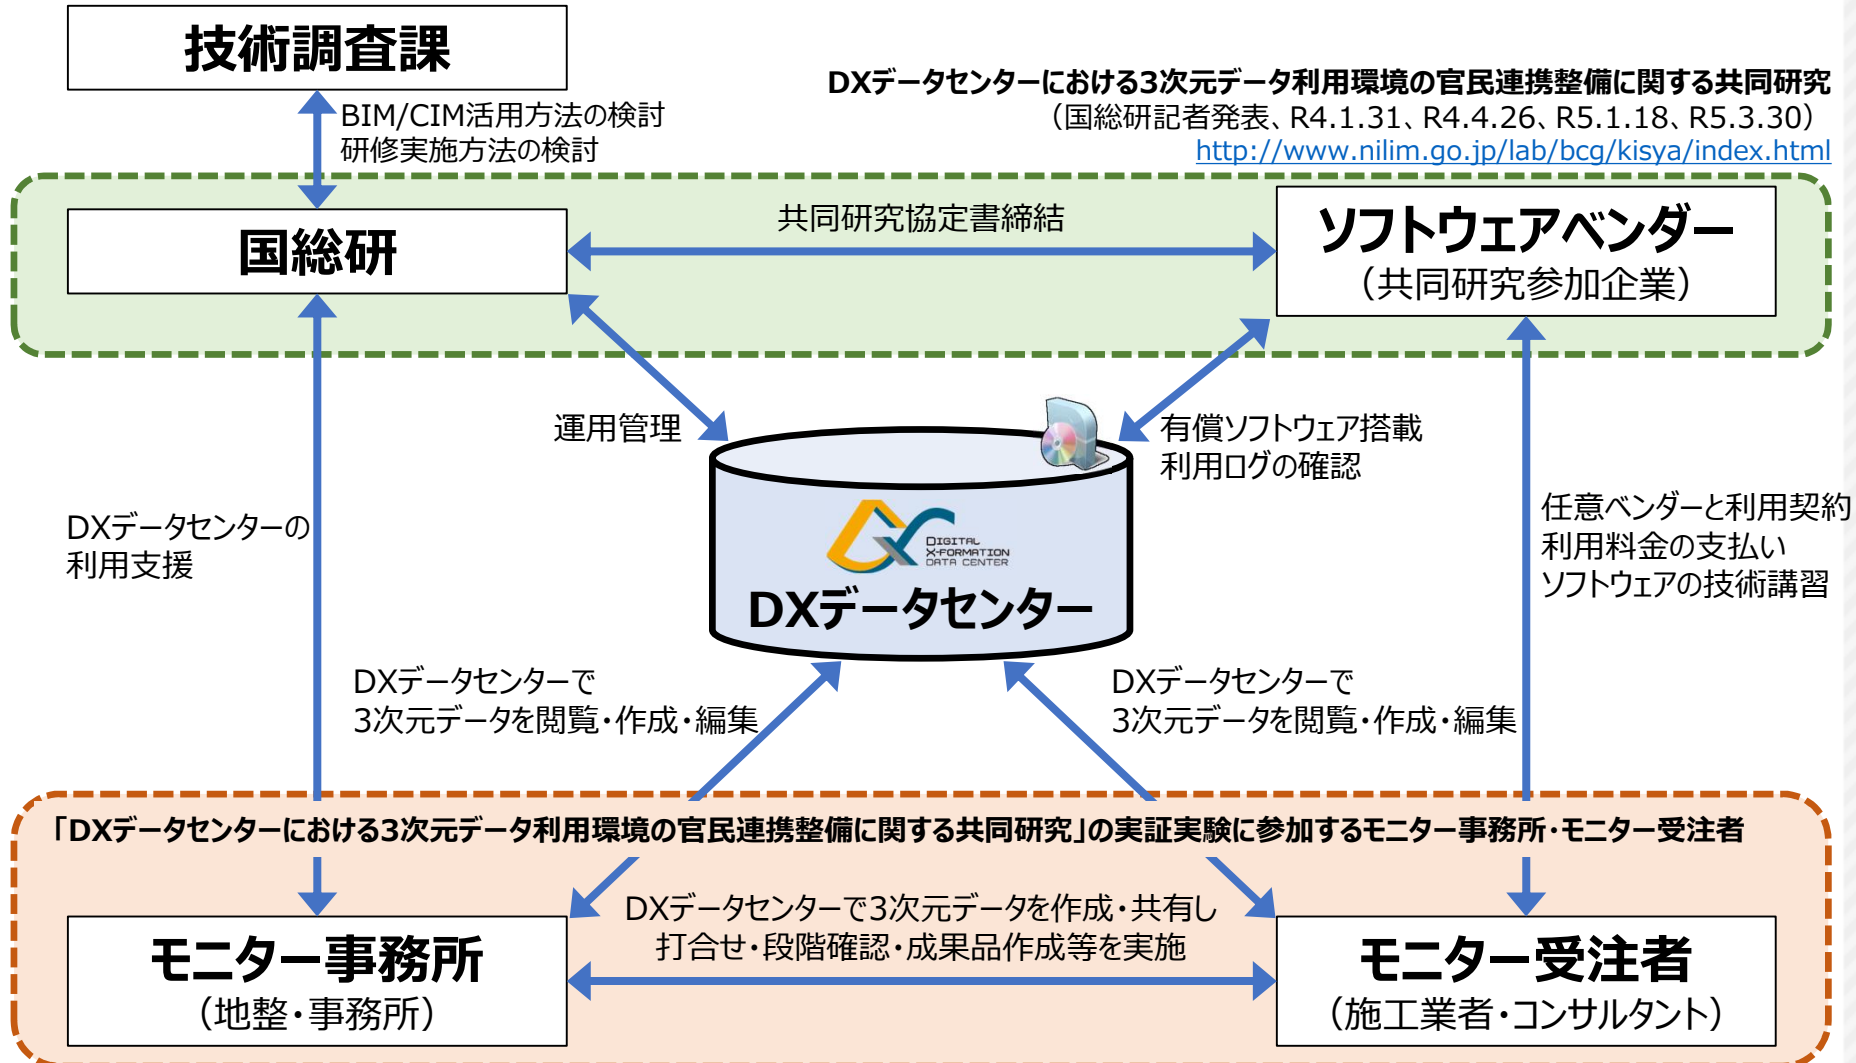 技術調査課
BIM/CIM活用方法の検討
研修実施方法の検討
DXデータセンターにおける3次元データ利用環境の官民連携整備に関する共同研究
（国総研記者発表、R4.1.31、R4.4.26、R5.1.18、R5.3.30）
http://www.nilim.go.jp/lab/bcg/kisya/index.html
国総研
共同研究協定書締結
ソフトウェアベンダー
（共同研究参加企業）
運用管理
有償ソフトウェア搭載
利用ログの確認
DXデータセンターの
利用支援
DIGITAL
X-FORMATION
DATA CENTER
DXデータセンター
任意ベンダーと利用契約
利用料金の支払い
ソフトウェアの技術講習
DXデータセンターで
3次元データを閲覧・作成・編集
DXデータセンターで
3次元データを閲覧・作成・編集
「DXデータセンターにおける3次元データ利用環境の官民連携整備に関する共同研究」の実証実験に参加するモニター事務所・モニター受注者
DXデータセンターで3次元データを作成・共有し
打合せ・段階確認・成果品作成等を実施
モニター事務所
（地整・事務所）
モニター受注者
（施工業者・コンサルタント）